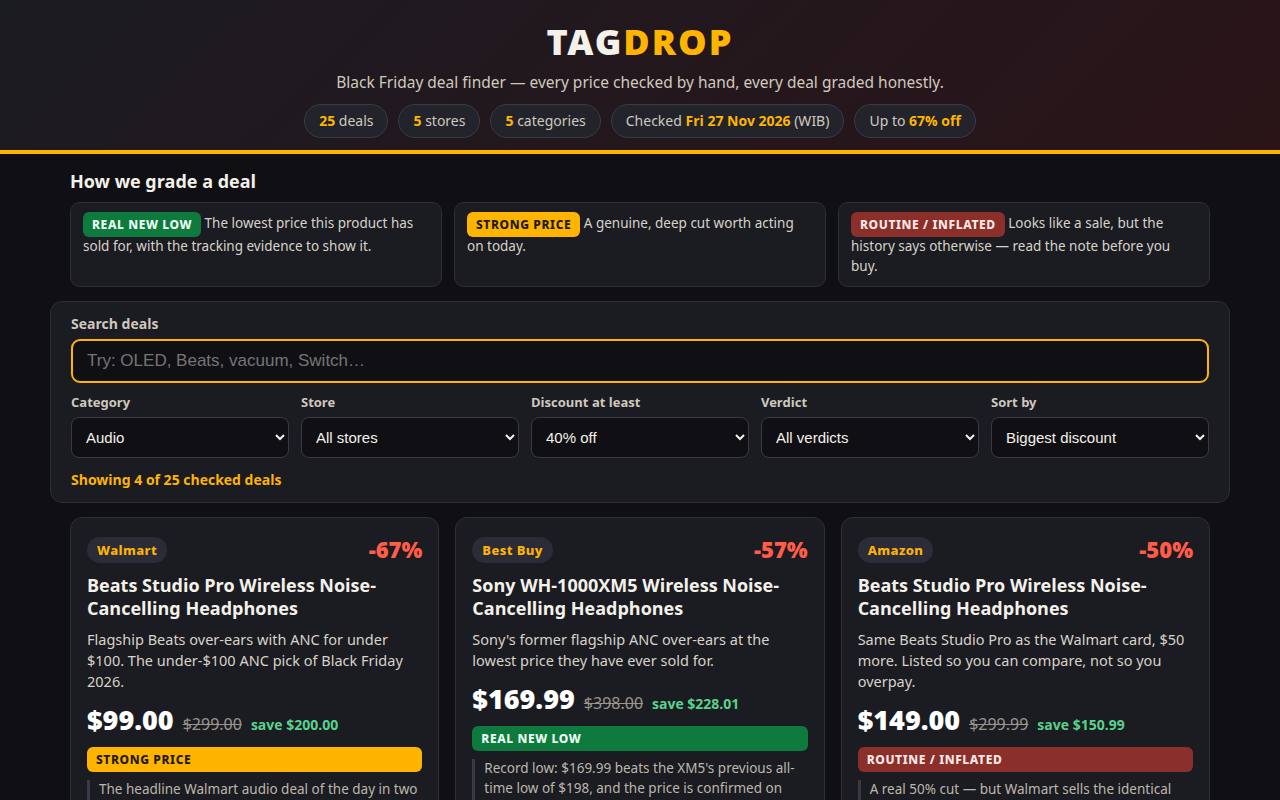 TAGDROP
Black Friday deal finder — every price checked by hand, every deal graded honestly.
25 deals
5 stores
5 categories
Checked Fri 27 Nov 2026 (WIB)
Up to 67% off
How we grade a deal
REAL NEW LOW The lowest price this product has
sold for, with the tracking evidence to show it.
STRONG PRICE A genuine, deep cut worth acting
on today.
ROUTINE / INFLATED Looks like a sale, but the
history says otherwise — read the note before you
buy.
Search deals
Try: OLED, Beats, vacuum, Switch…
Category
Audio
Store
All stores
Discount at least
40% off
Verdict
All verdicts
Sort by
Biggest discount
Showing 4 of 25 checked deals
Walmart
-67%
Beats Studio Pro Wireless Noise-
Cancelling Headphones
Flagship Beats over-ears with ANC for under
$100. The under-$100 ANC pick of Black Friday
2026.
$99.00 $299.00 save $200.00
STRONG PRICE
The headline Walmart audio deal of the day in two
Best Buy
-57%
Sony WH-1000XM5 Wireless Noise-
Cancelling Headphones
Sony's former flagship ANC over-ears at the
lowest price they have ever sold for.
$169.99 $398.00 save $228.01
REAL NEW LOW
Record low: $169.99 beats the XM5's previous all-
time low of $198, and the price is confirmed on
Amazon
-50%
Beats Studio Pro Wireless Noise-
Cancelling Headphones
Same Beats Studio Pro as the Walmart card, $50
more. Listed so you can compare, not so you
overpay.
$149.00 $299.99 save $150.99
ROUTINE / INFLATED
A real 50% cut — but Walmart sells the identical